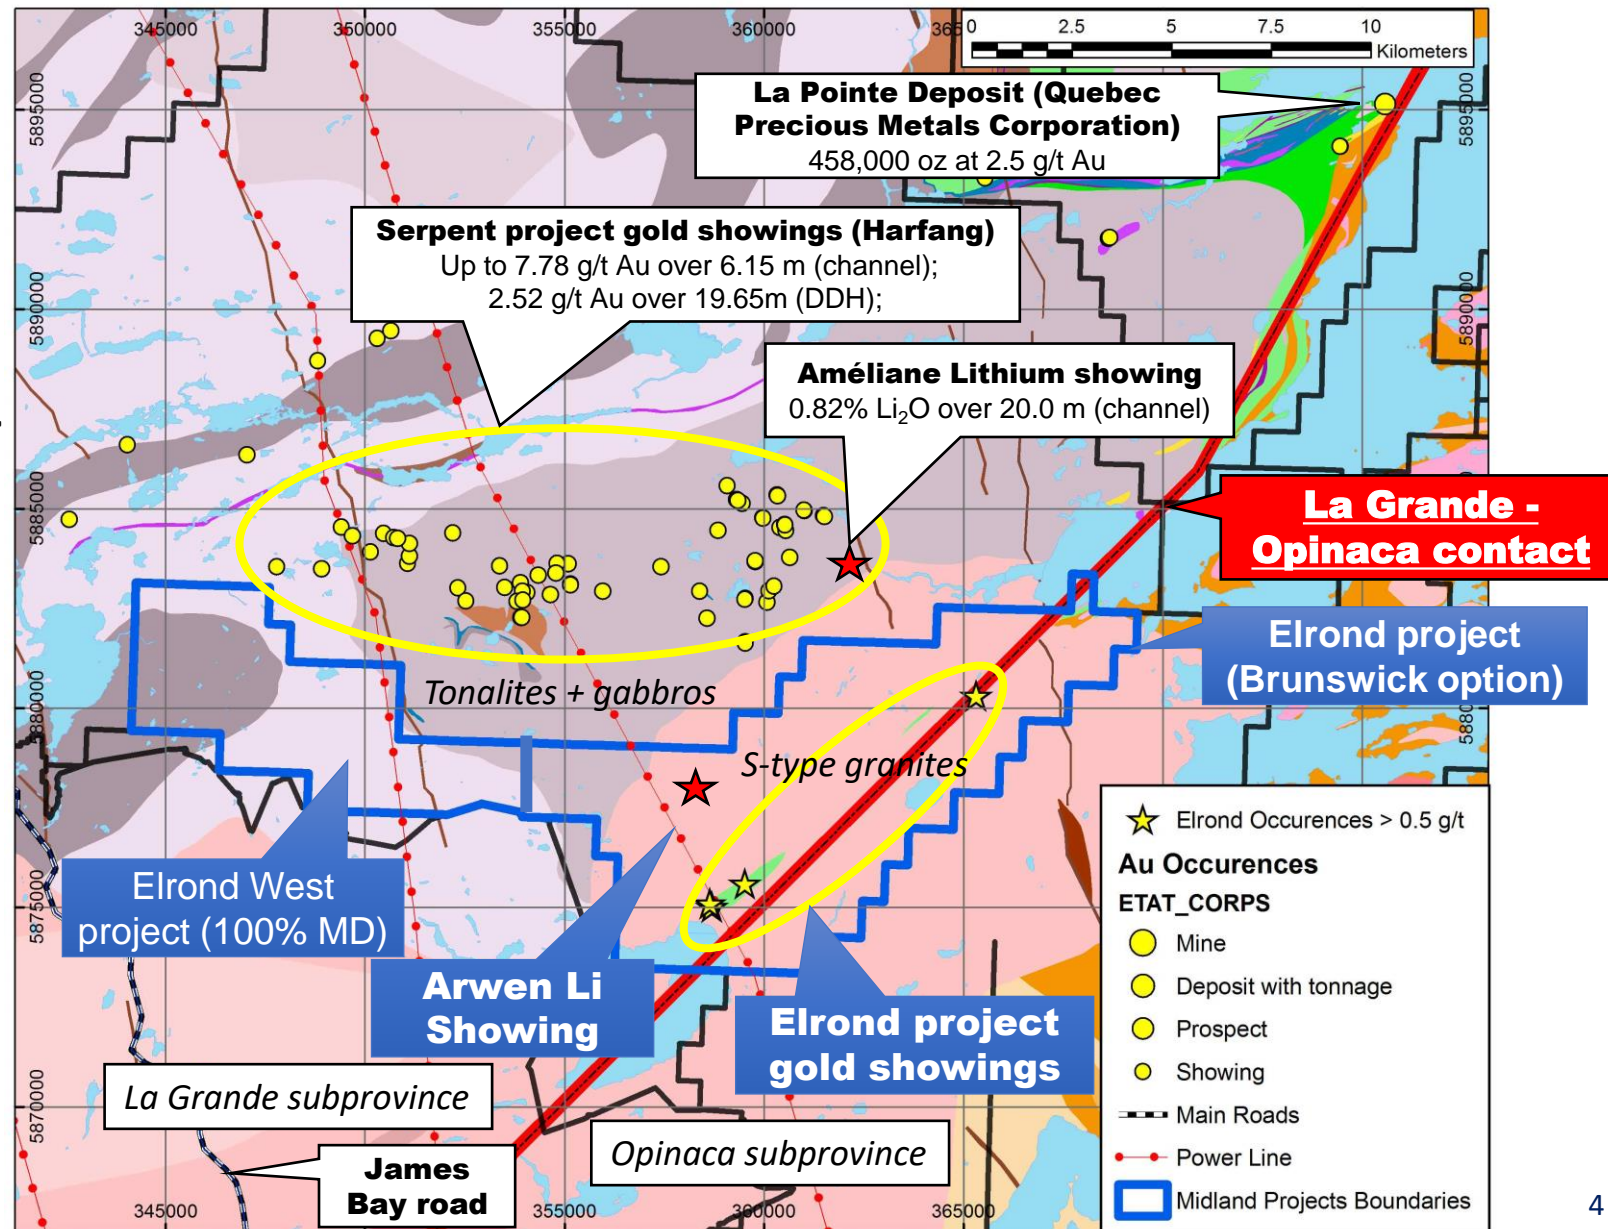 345000
350000
355000
360000
365
0
2.5
5
7.5
10
Kilometers
5895000
5895000
La Pointe Deposit (Quebec
Precious Metals Corporation)
458,000 oz at 2.5 g/t Au
Serpent project gold showings (Harfang)
Up to 7.78 g/t Au over 6.15 m (channel);
2.52 g/t Au over 19.65m (DDH);
5890000
5890000
Améliane Lithium showing
0.82% Li₂O over 20.0 m (channel)
5885000
5885000
La Grande -
Opinaca contact
Elrond project
(Brunswick option)
Tonalites + gabbros
5880000
5880000
S-type granites
Elrond West
project (100% MD)
5875000
Arwen Li
Showing
Elrond project
gold showings
La Grande subprovince
5870000
Opinaca subprovince
James
Bay road
Elrond Occurences > 0.5 g/t
Au Occurences
ETAT_CORPS
Mine
Deposit with tonnage
Prospect
Showing
Main Roads
Power Line
Midland Projects Boundaries
345000
355000
360000
365000
4